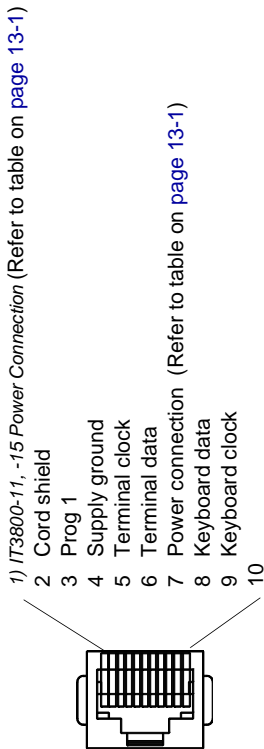 1) IT3800-11, -15 Power Connection (Refer to table on page 13-1)
2 Cord shield
3 Prog 1
4 Supply ground
5 Terminal clock
6 Terminal data
7 Power connection (Refer to table on page 13-1)
8 Keyboard data
9 Keyboard clock
10